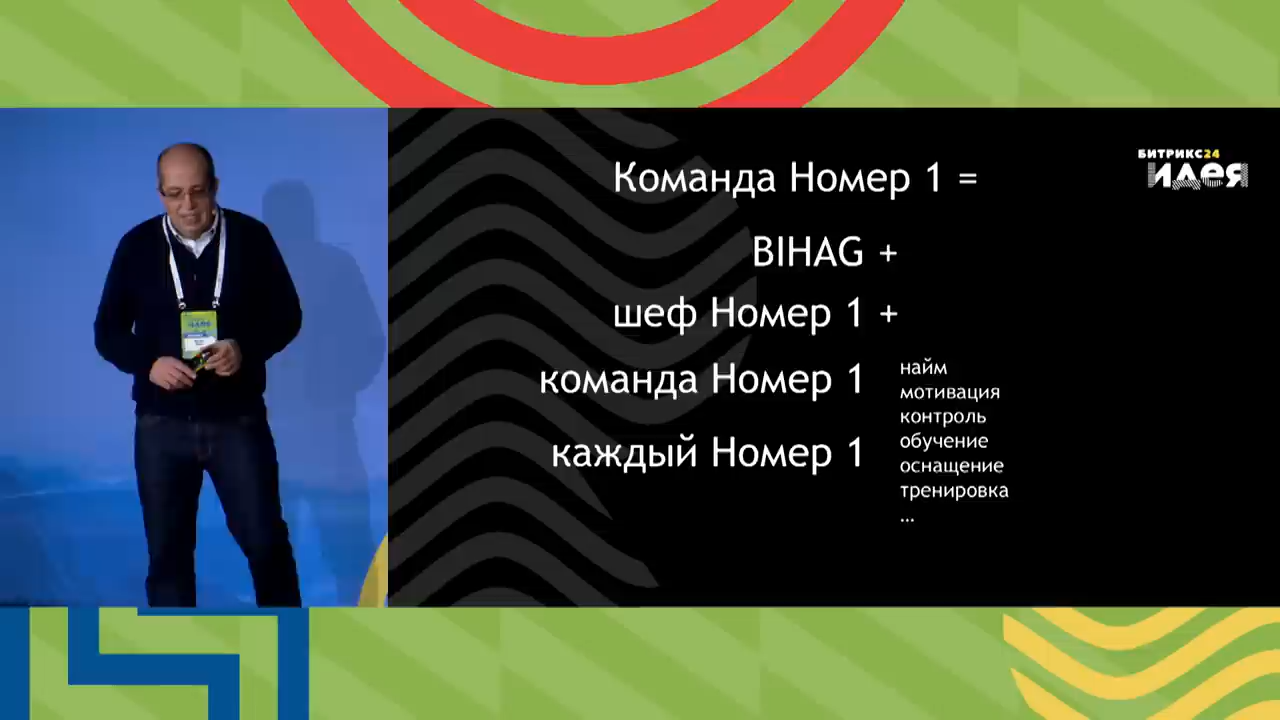 Команда Номер 1 =
BIHAG +
шеф Номер 1 +
команда Номер 1
каждый Номер 1
найм
мотивация
контроль
обучение
оснащение
тренировка
...
БИТРИКС24
идея